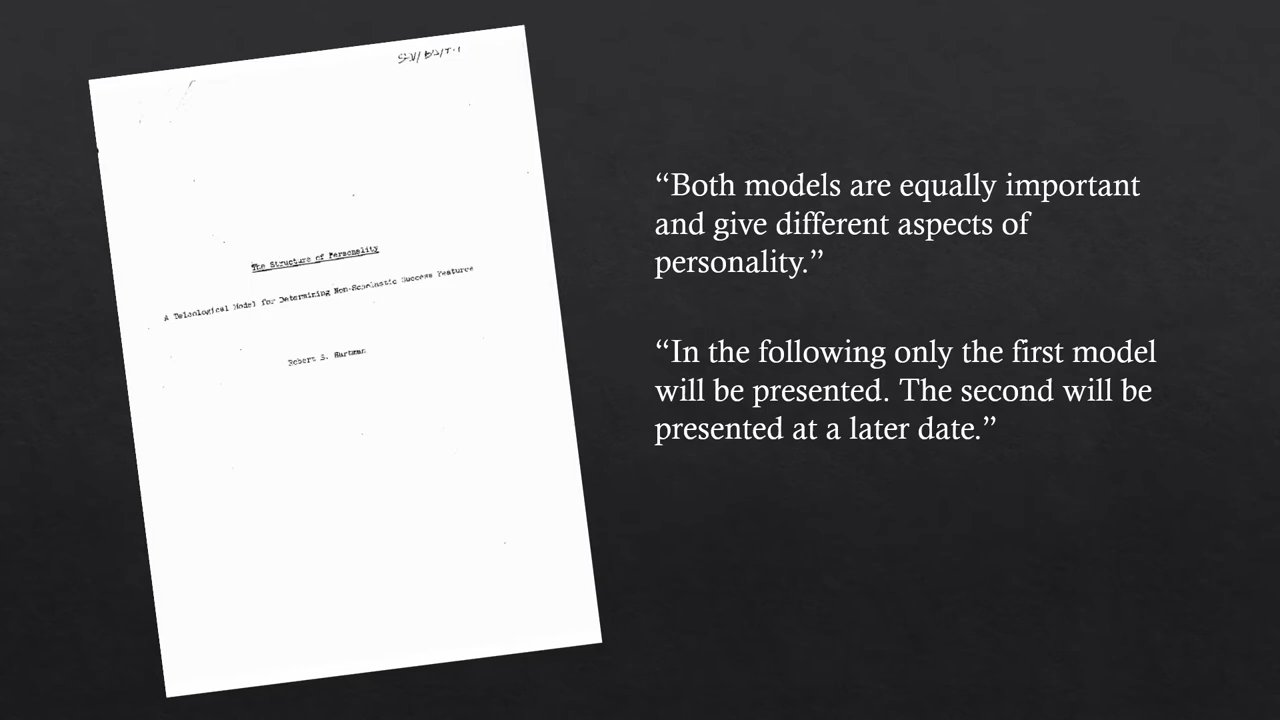 The Structure of Personality
A Teleological Model for Determining Non-Scholastic Success Features
Robert S. Hartman
“Both models are equally important
and give different aspects of
personality.”
“In the following only the first model
will be presented. The second will be
presented at a later date.”